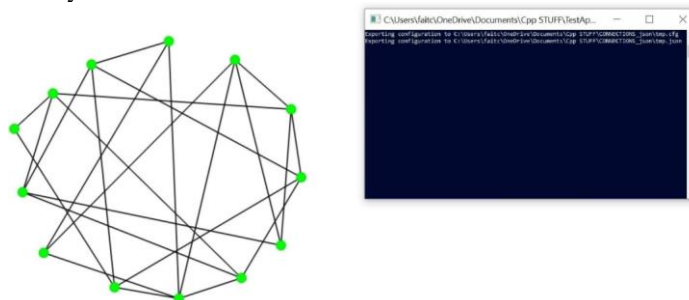 C:\Users\faitc\OneDrive\Documents\Cpp STUFF\TestAp...
Exporting configuration to C:\Users\faitc\OneDrive\Documents\Cpp STUFF\CONNECTIONS_json\tmp.cfg
Exporting configuration to C:\Users\faitc\OneDrive\Documents\Cpp STUFF\CONNECTIONS_json\tmp.json